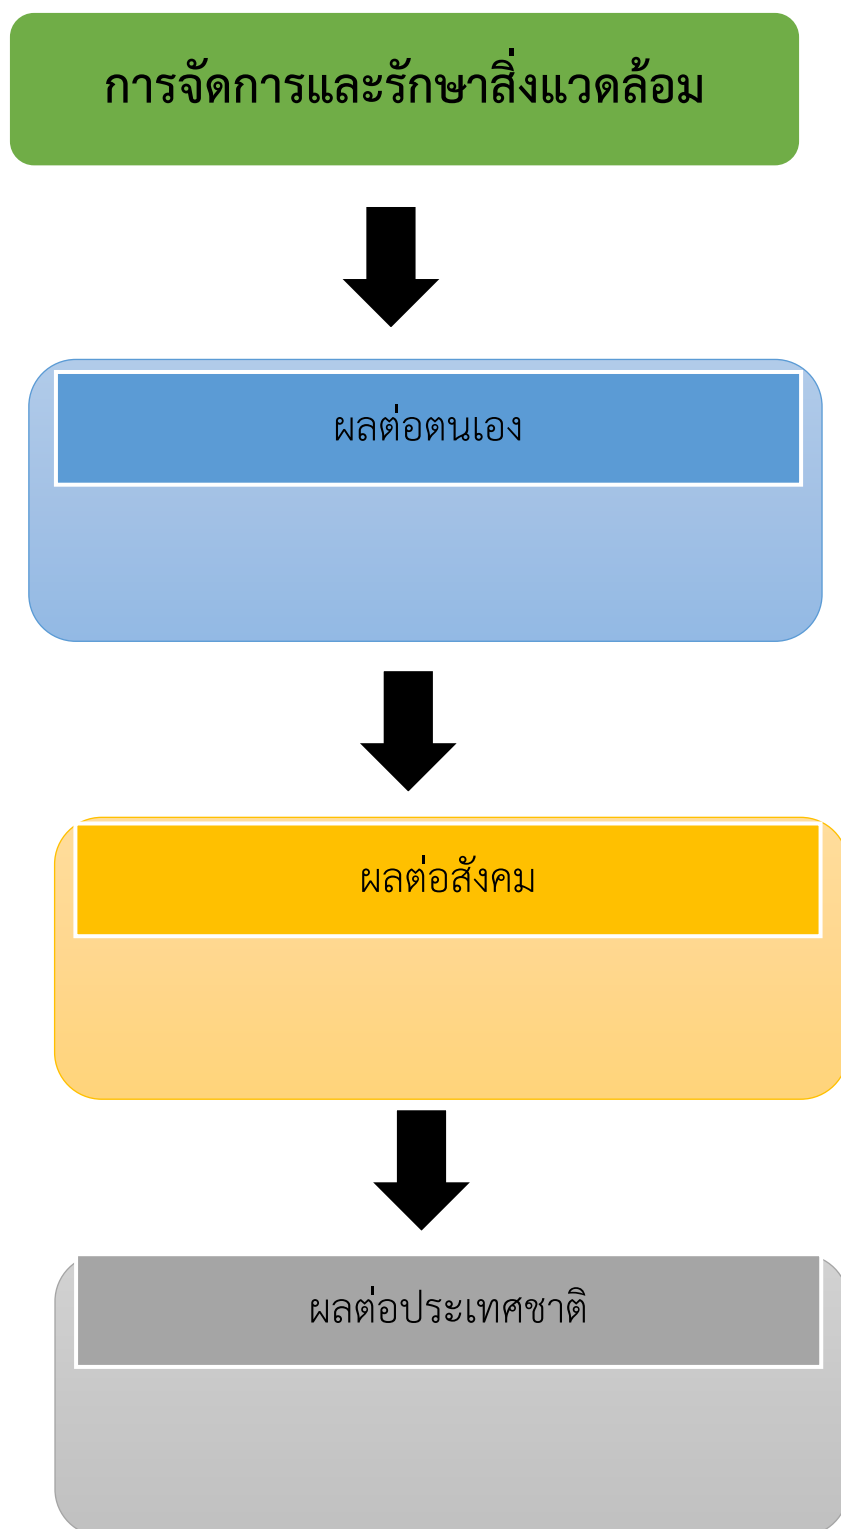 การจัดการและรักษาสิ่งแวดล้อม
ผลต่อตนเอง
ผลต่อสังคม
ผลต่อประเทศชาติ